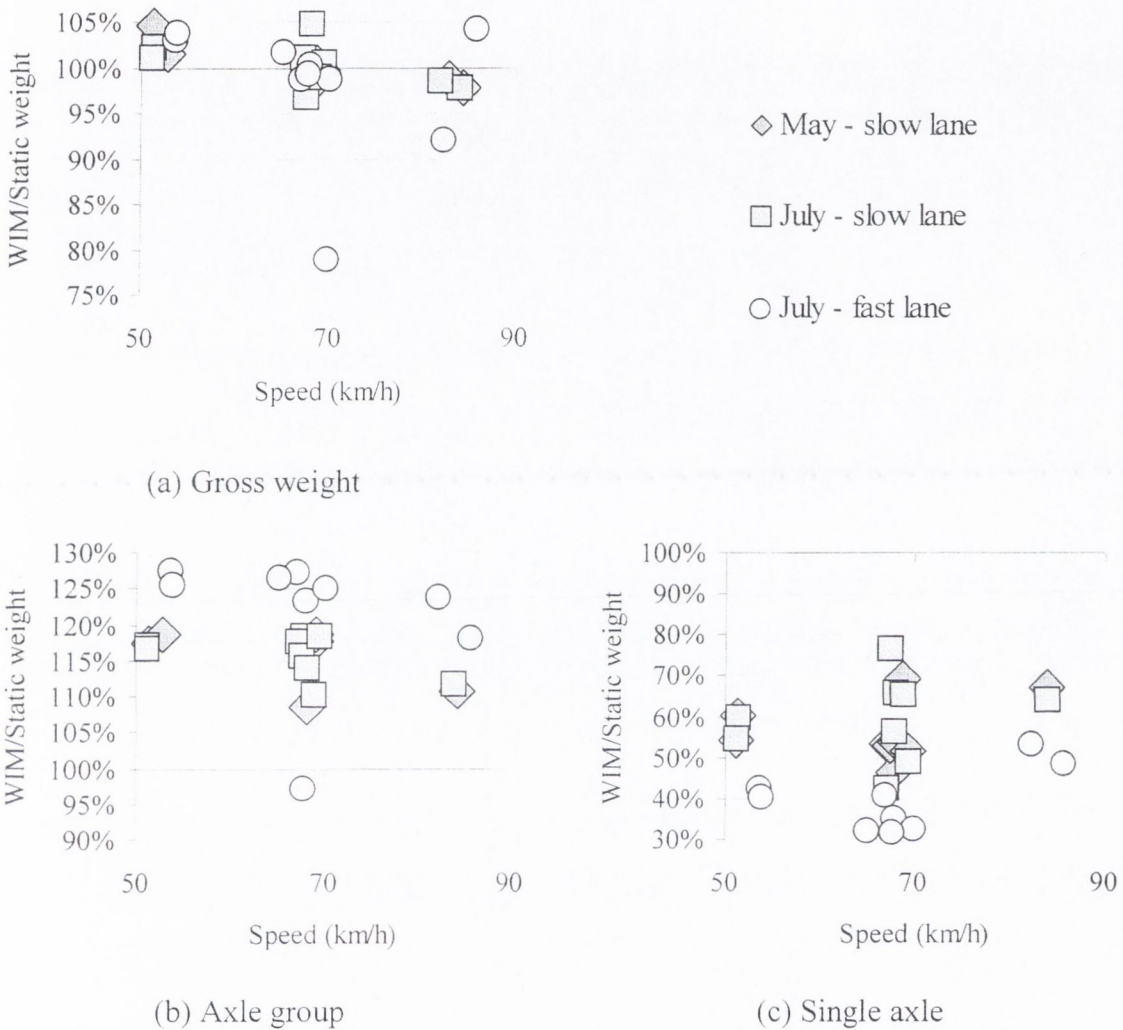 105%
100%
95%
90%
85%
80%
75%
WIM/Static weight
50 70 90
Speed (km/h)
May - slow lane
July - slow lane
July - fast lane
(a) Gross weight
130%
125%
120%
115%
110%
105%
100%
95%
90%
WIM/Static weight
50 70 90
Speed (km/h)
(b) Axle group
100%
90%
80%
70%
60%
50%
40%
30%
WIM/Static weight
50 70 90
Speed (km/h)
(c) Single axle